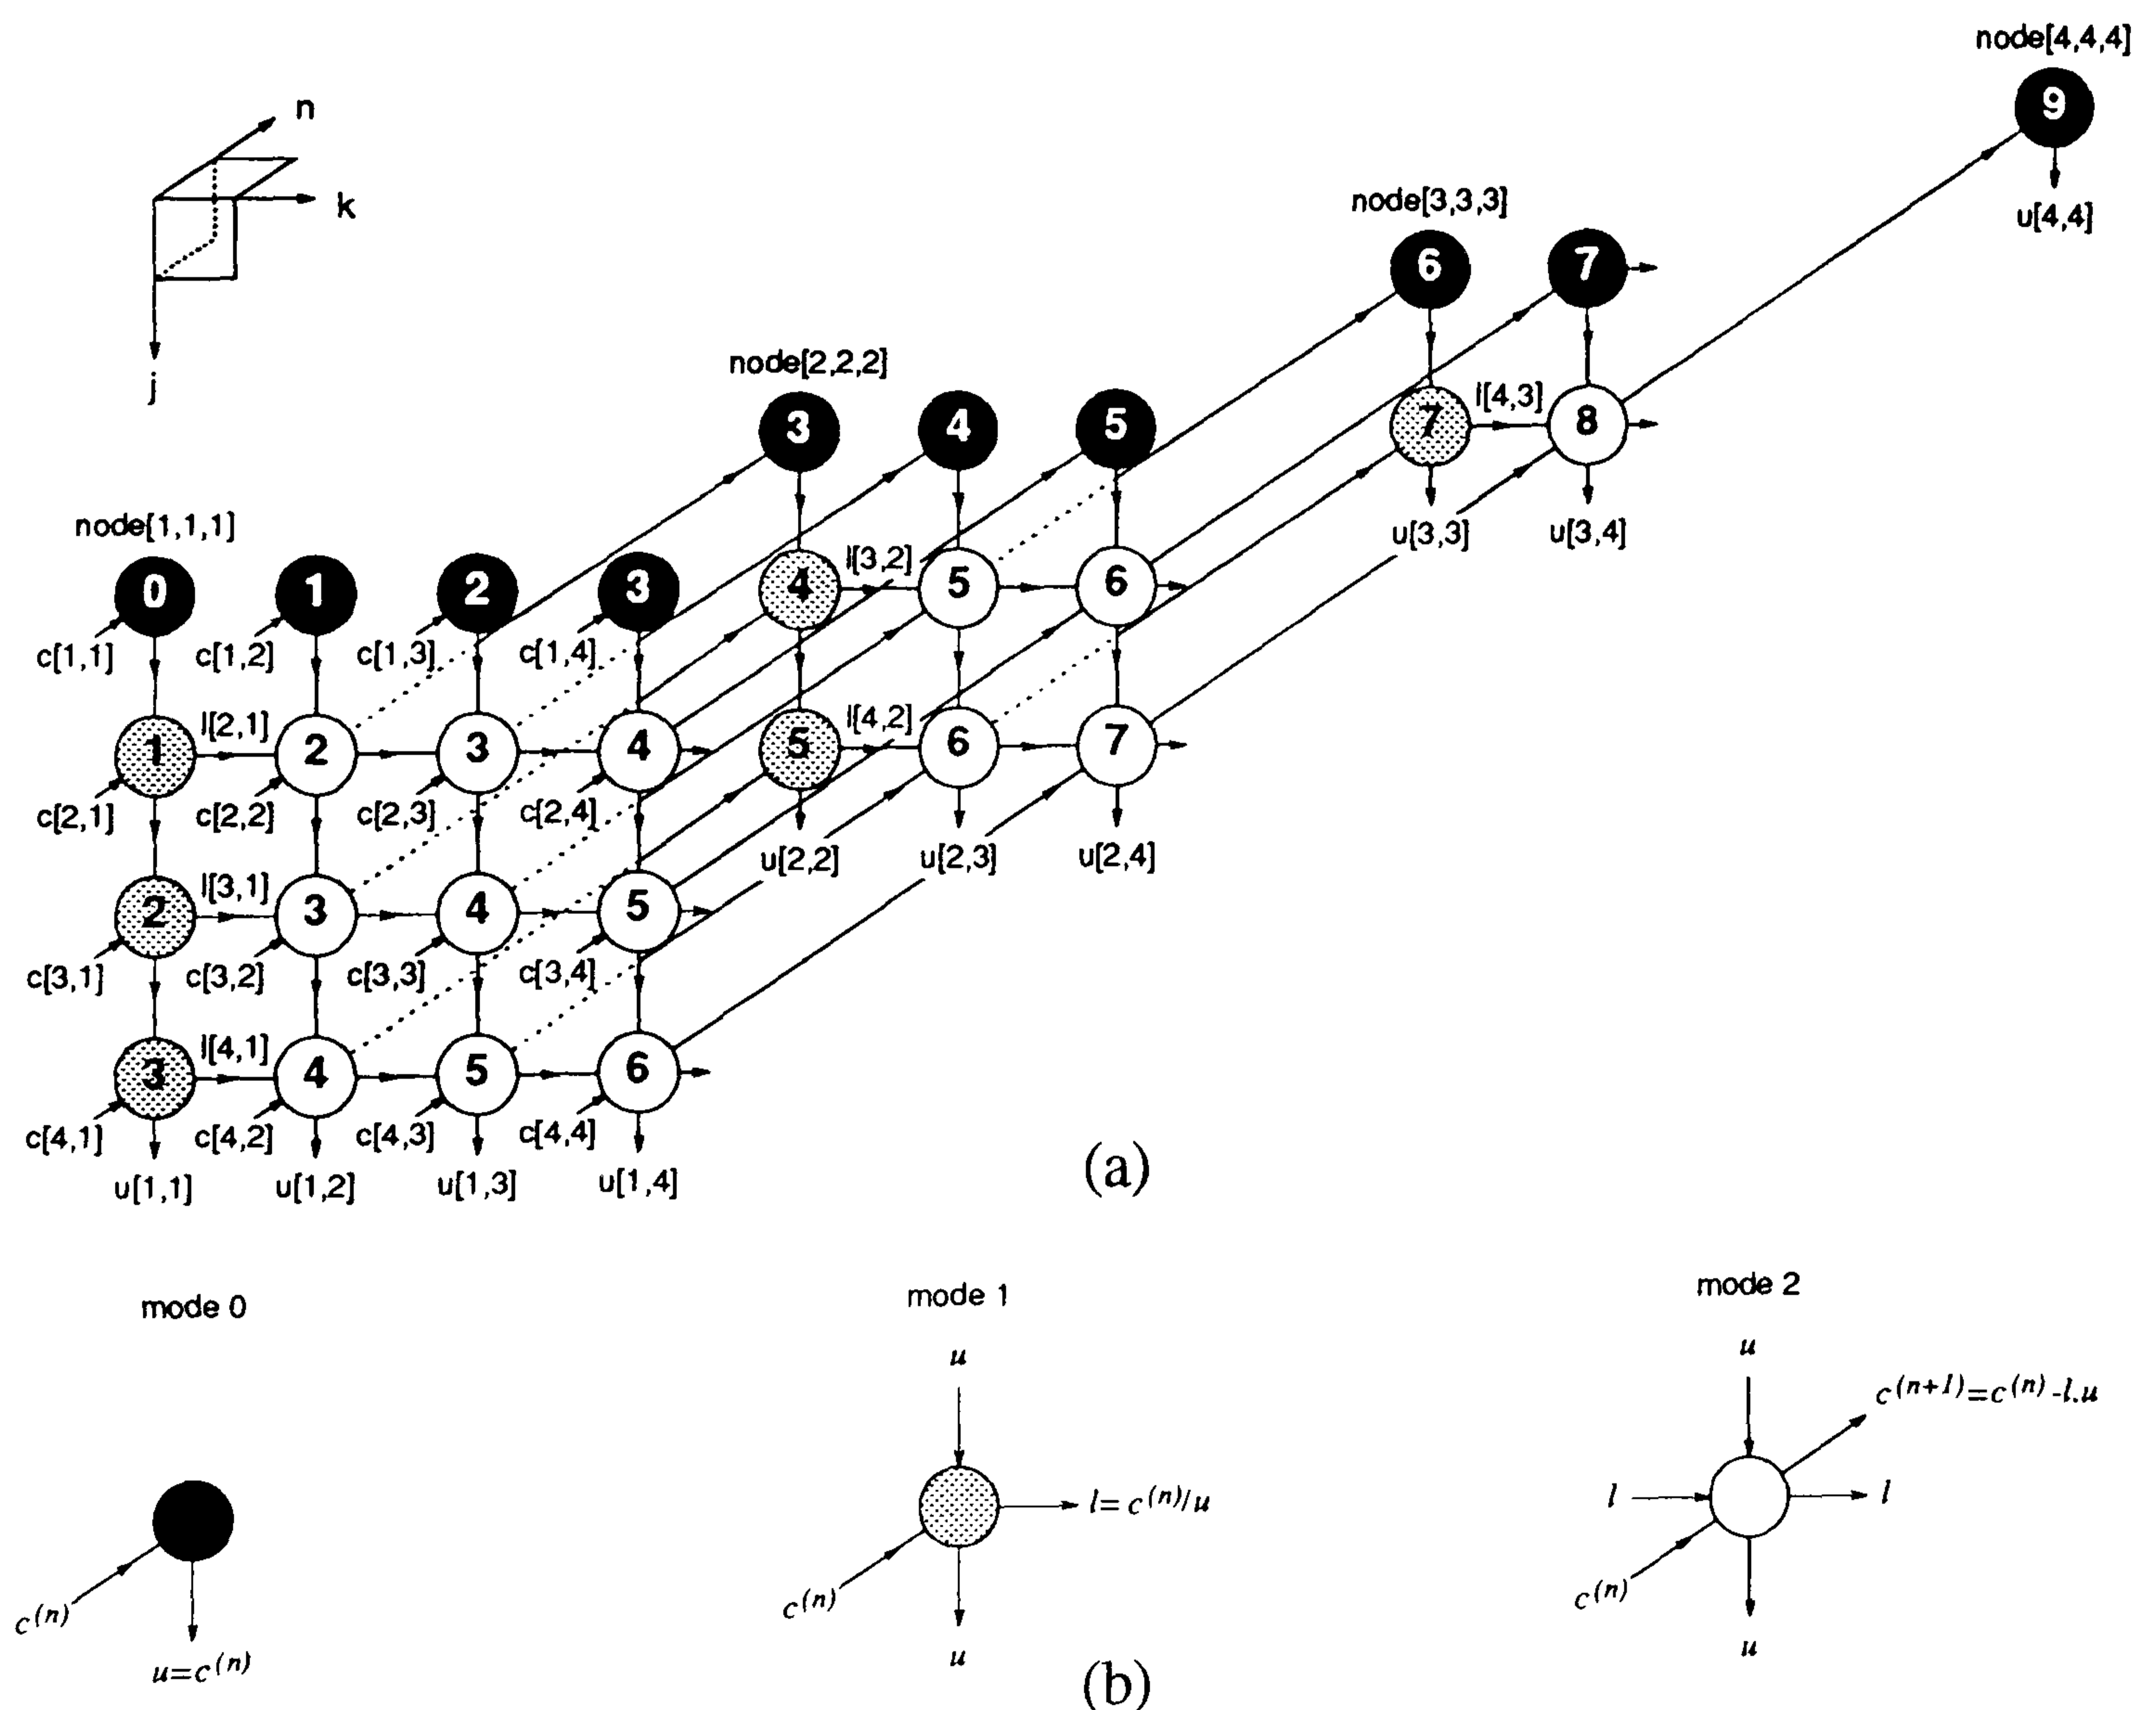 node[4,4,4]
9
u[4,4]
n
k
j
node[3,3,3]
6 7
l[4,3]
7 8
u[3,3] u[3,4]
node[2,2,2]
3 4 5
l[3,2]
4 5 6
l[4,2]
5 6 7
u[2,2] u[2,3] u[2,4]
node[1,1,1]
0 1 2 3
c[1,1] c[1,2] c[1,3] c[1,4]
l[2,1]
1 2 3 4
c[2,1] c[2,2] c[2,3] c[2,4]
l[3,1]
2 3 4 5
c[3,1] c[3,2] c[3,3] c[3,4]
l[4,1]
3 4 5 6
c[4,1] c[4,2] c[4,3] c[4,4]
u[1,1] u[1,2] u[1,3] u[1,4]
(a)
mode 0
c(n)
u=c(n)
mode 1
u
l= c(n)/u
c(n)
u
mode 2
u
c(n+1)=c(n)-l.u
l l
c(n)
u
(b)